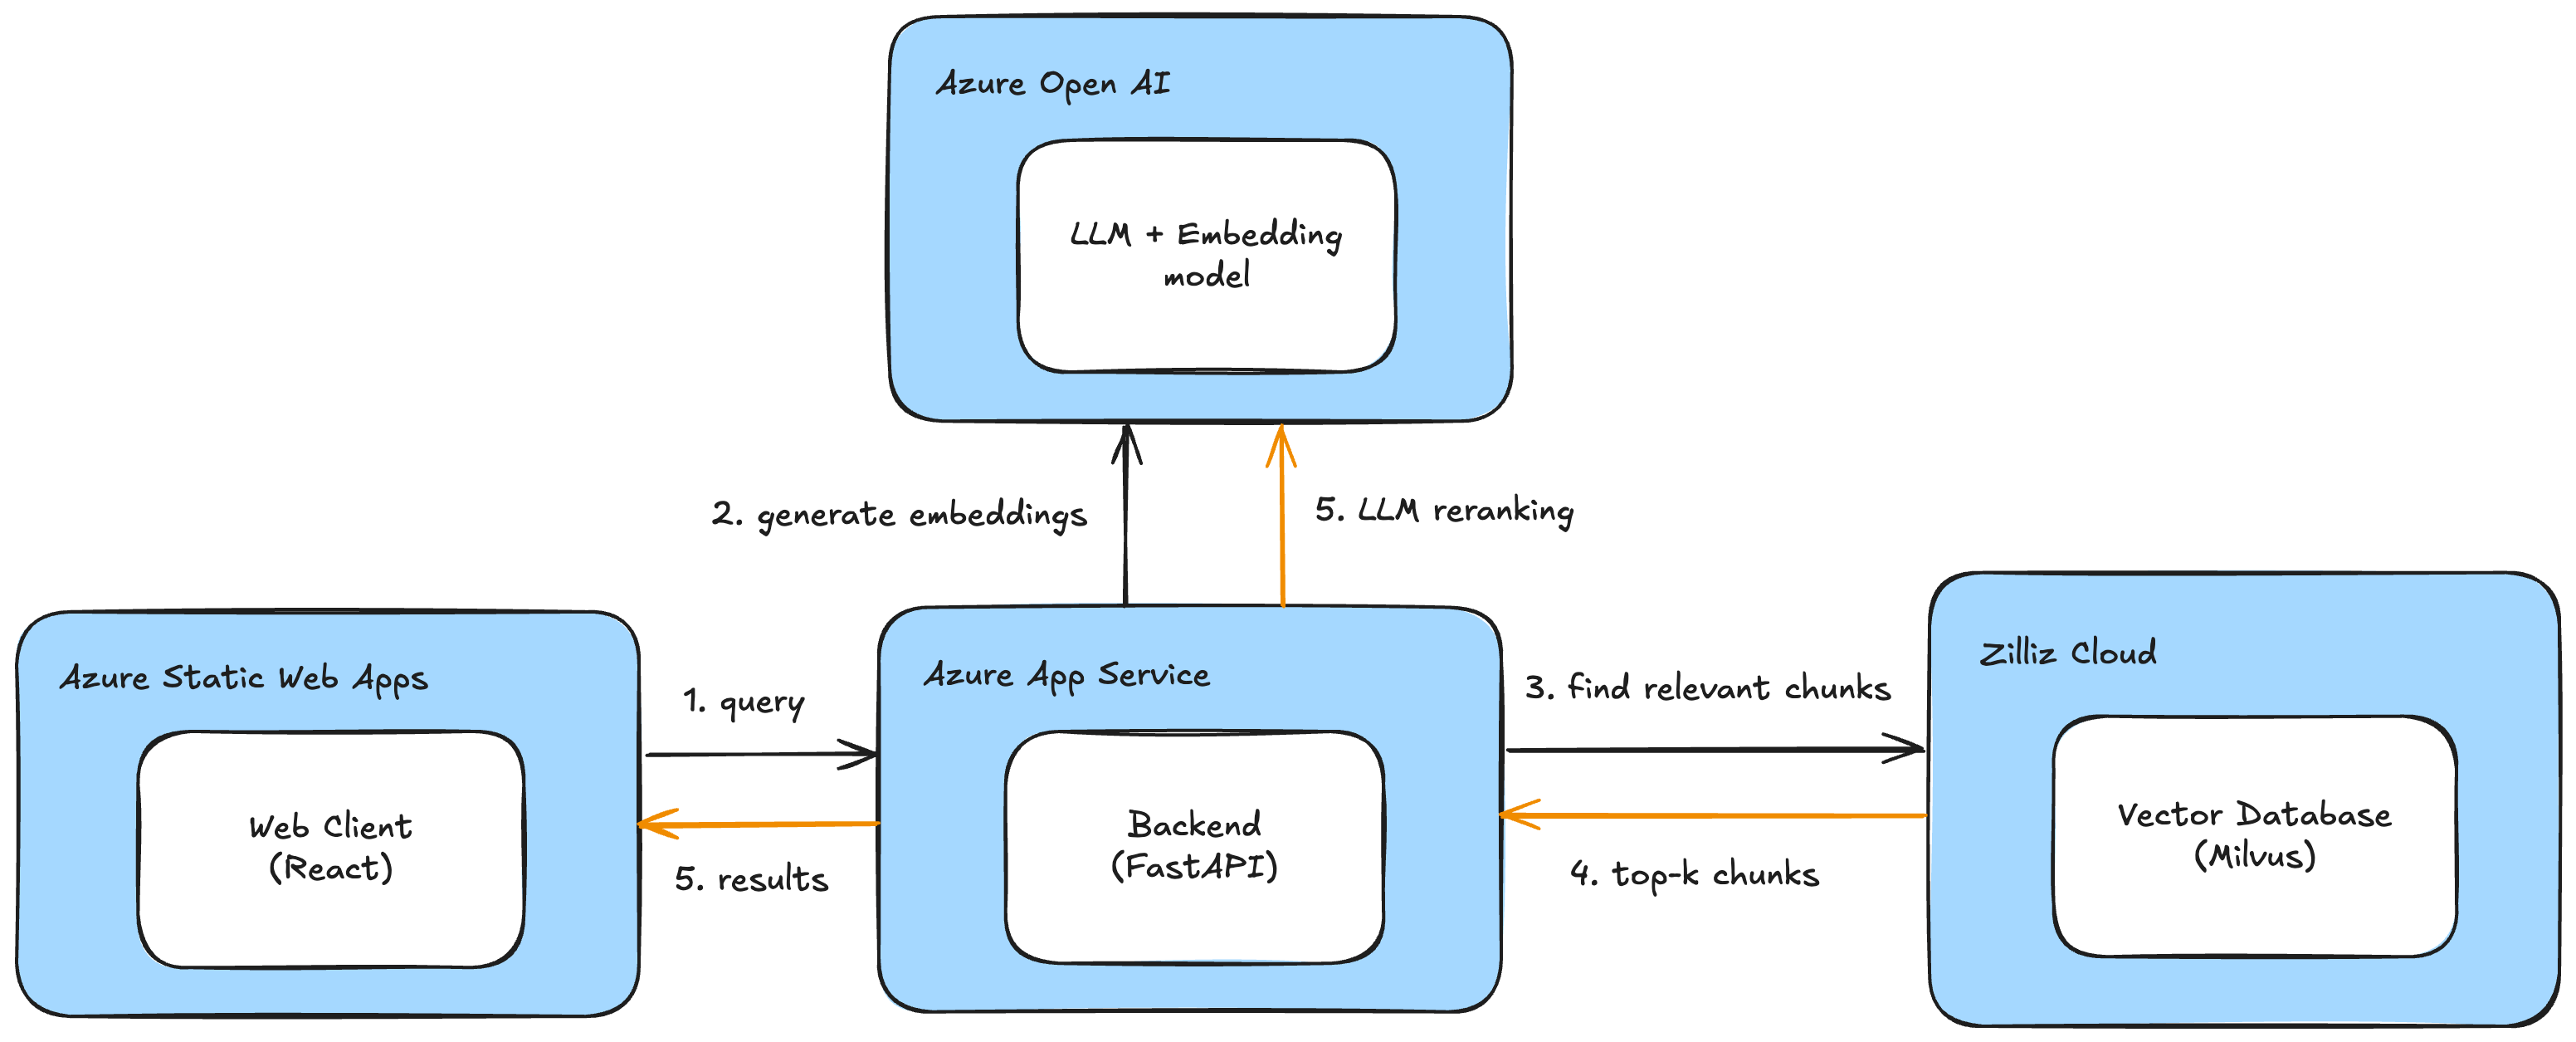 Azure Open AI
LLM + Embedding
model
2. generate embeddings
5. LLM reranking
Azure Static Web Apps
Web Client
(React)
1. query
5. results
Azure App Service
Backend
(FastAPI)
3. find relevant chunks
4. top-k chunks
Zilliz Cloud
Vector Database
(Milvus)